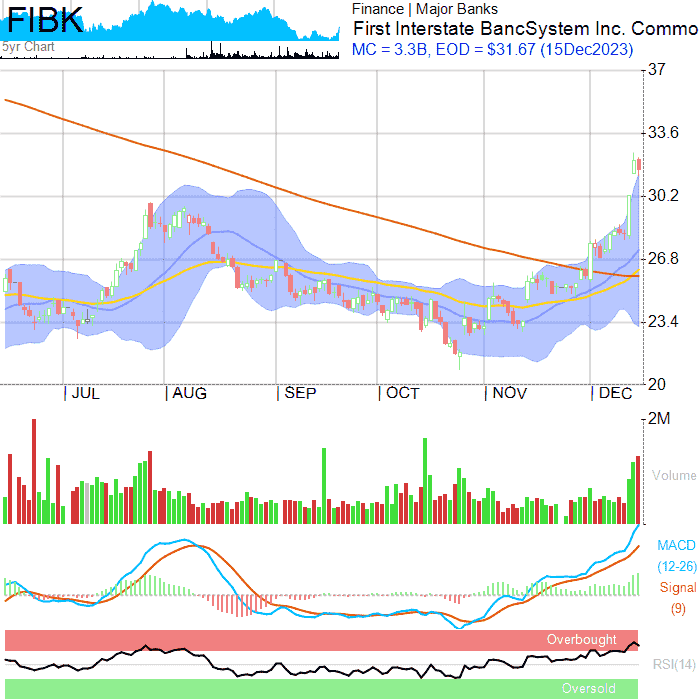 FIBK
5yr Chart
Finance | Major Banks
First Interstate BancSystem Inc. Commo
MC = 3.3B, EOD = $31.67 (15Dec2023)
37
33.6
30.2
26.8
23.4
20
JUL AUG SEP OCT NOV DEC
2M
Volume
MACD
(12-26)
Signal
(9)
Overbought
RSI(14)
Oversold